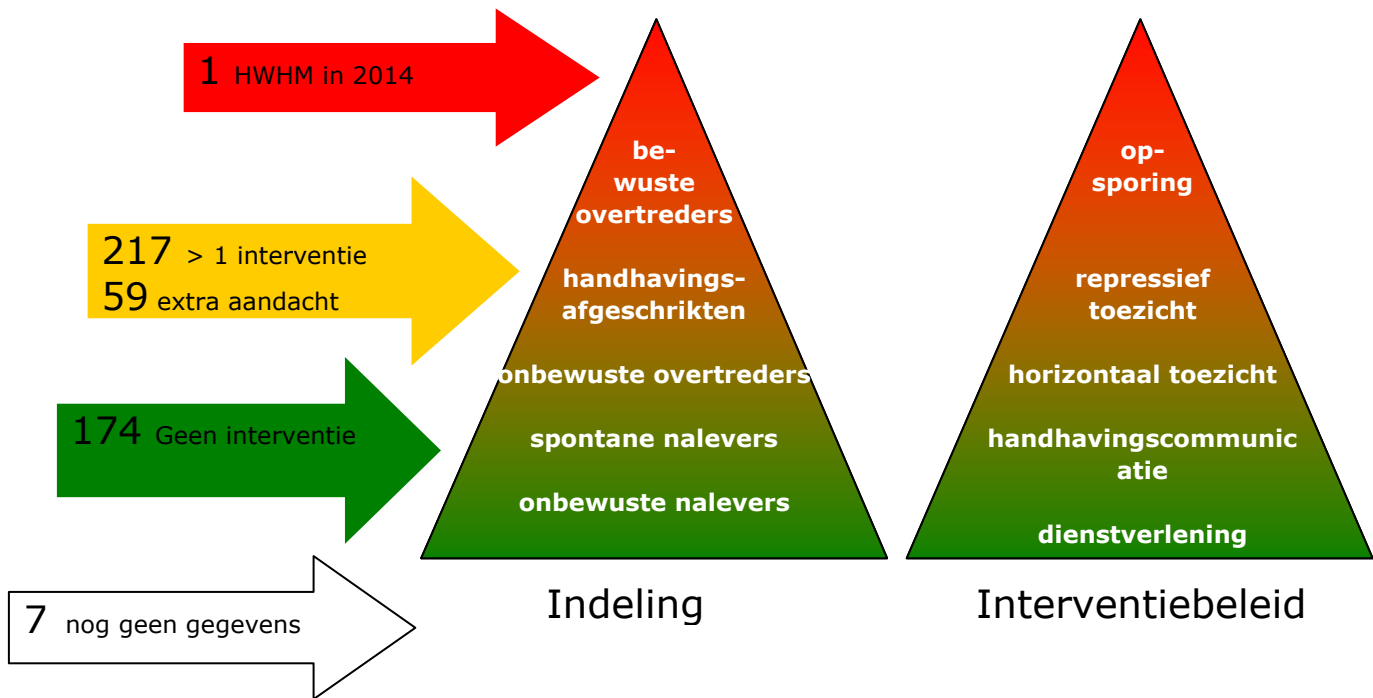 1 HWHM in 2014
217 > 1 interventie
59 extra aandacht
174 Geen interventie
7 nog geen gegevens
be-
wuste
overtreders
handhavings-
afgeschrikten
onbewuste overtreders
spontane nalevers
onbewuste nalevers
Indeling
op-
sporing
repressief
toezicht
horizontaal toezicht
handhavingscommunic
atie
dienstverlening
Interventiebeleid